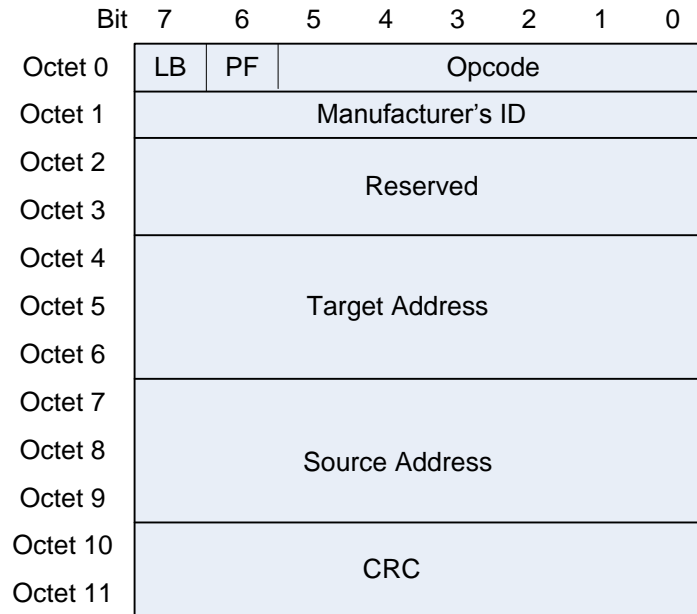 Bit 7 6 5 4 3 2 1 0
Octet 0 LB PF Opcode
Octet 1 Manufacturer’s ID
Octet 2
Reserved
Octet 3
Octet 4
Octet 5 Target Address
Octet 6
Octet 7
Octet 8
Source Address
Octet 9
Octet 10
CRC
Octet 11